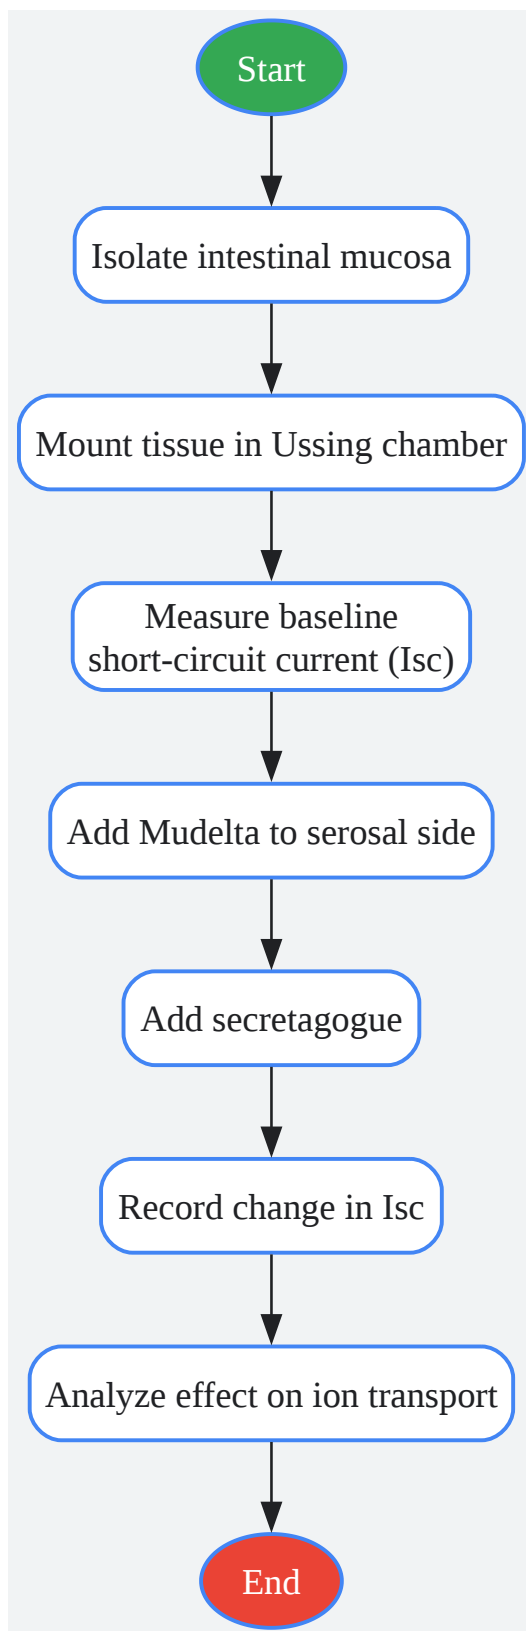 Start
Isolate intestinal mucosa
Mount tissue in Ussing chamber
Measure baseline
short-circuit current (Isc)
Add Mudelta to serosal side
Add secretagogue
Record change in Isc
Analyze effect on ion transport
End